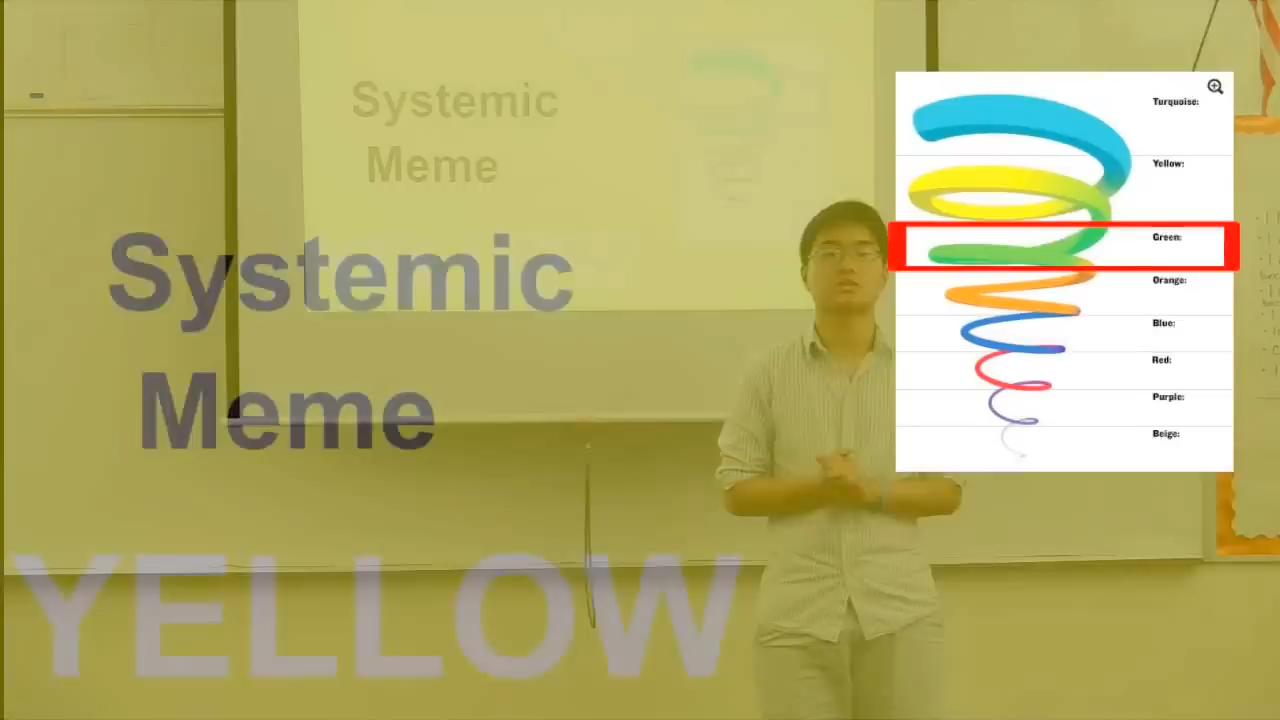 Systemic
Meme
Systemic
Meme
YELLOW
Turquoise:
Yellow:
Green:
Orange:
Blue:
Red:
Purple:
Beige: